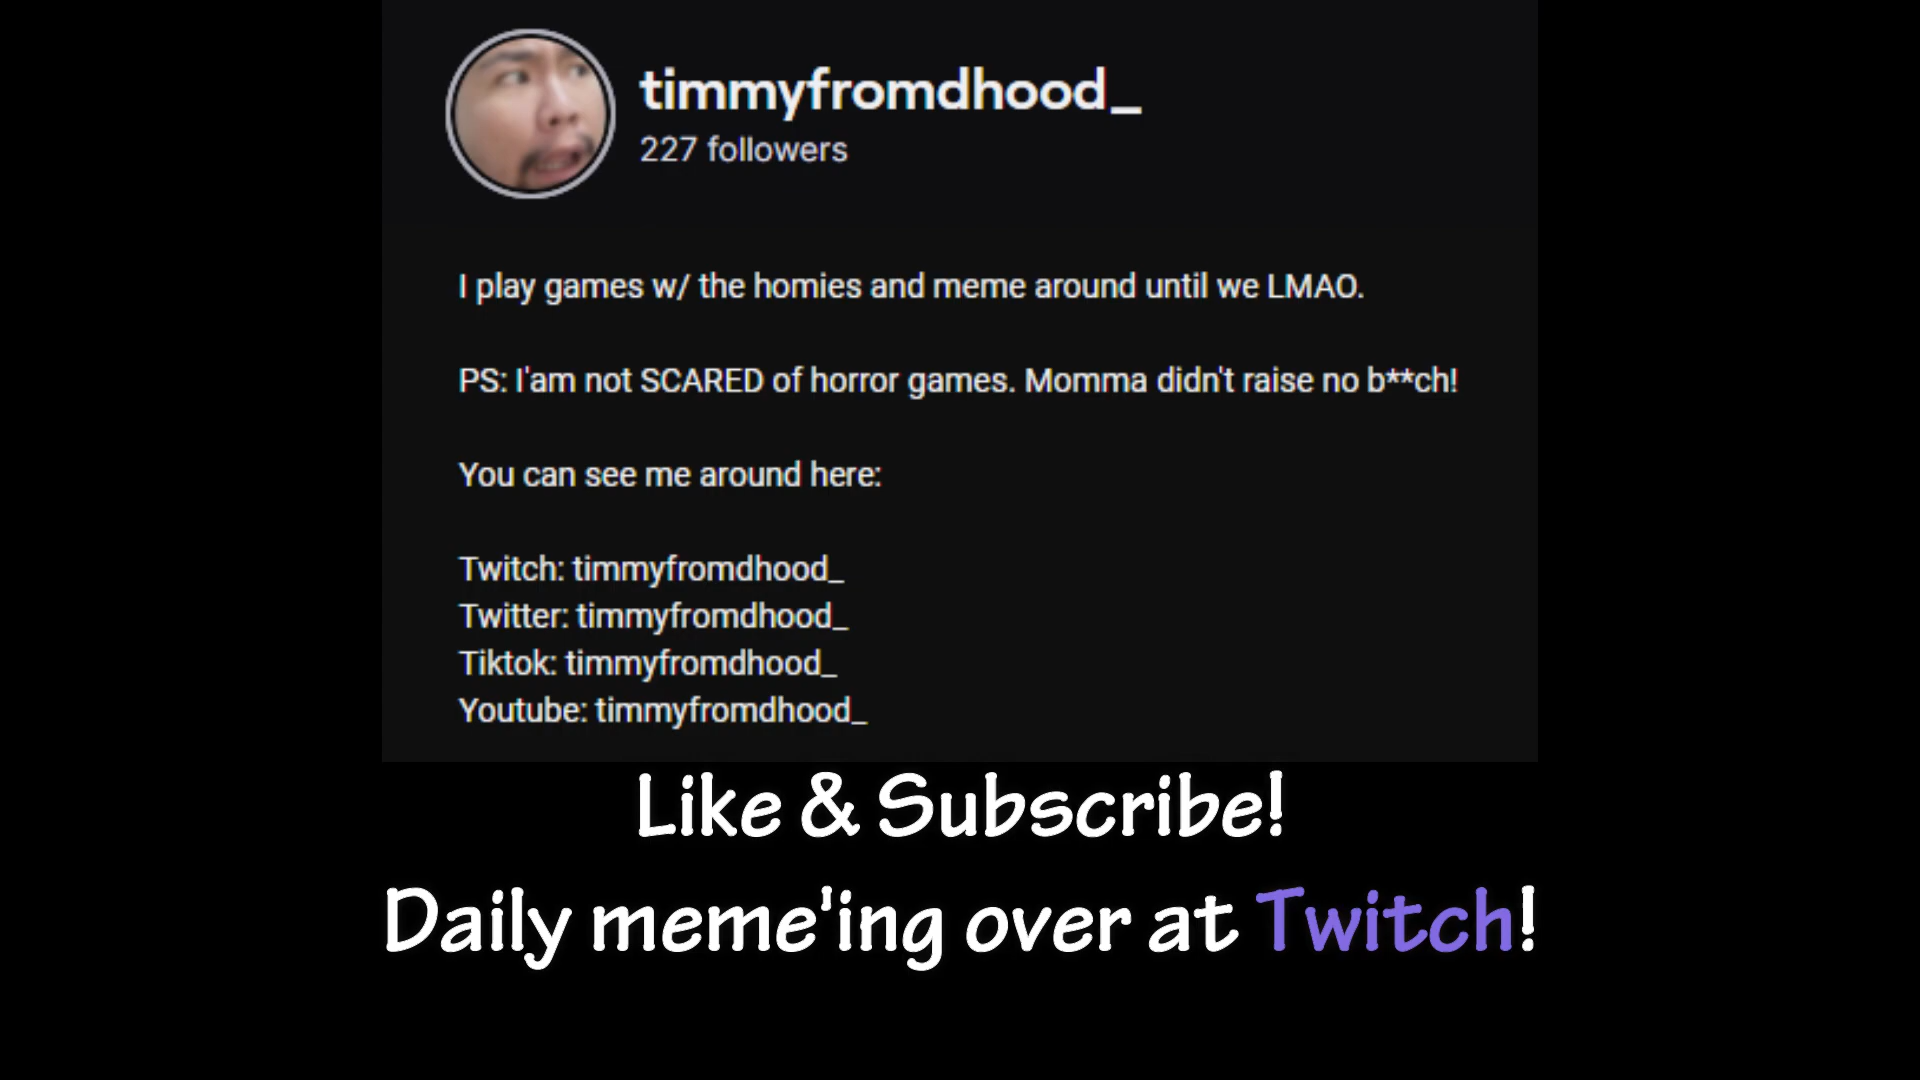 timmyfromdhood_
227 followers
I play games w/ the homies and meme around until we LMAO.
PS: I'am not SCARED of horror games. Momma didn't raise no b**ch!
You can see me around here:
Twitch: timmyfromdhood_
Twitter: timmyfromdhood_
Tiktok: timmyfromdhood_
Youtube: timmyfromdhood_
Like & Subscribe!
Daily meme'ing over at Twitch!